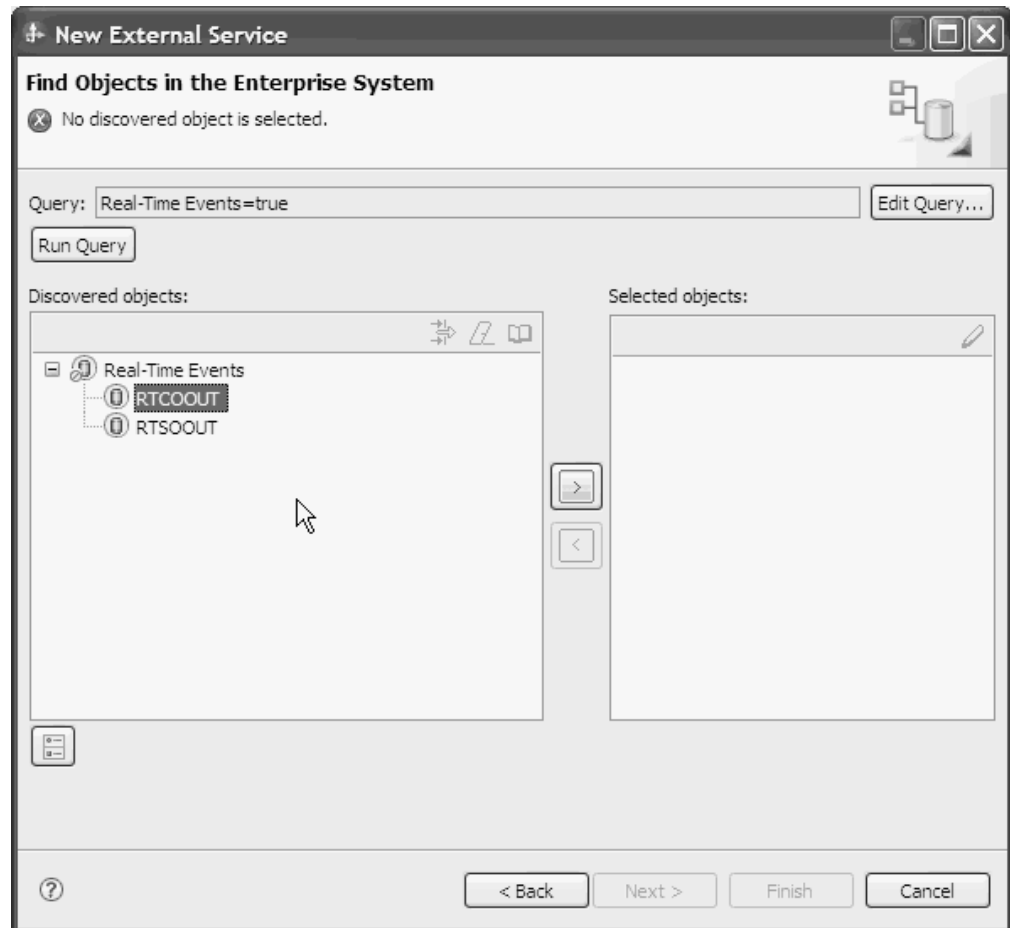 New External Service
Find Objects in the Enterprise System
No discovered object is selected.
Query: Real-Time Events=true Edit Query...
Run Query
Discovered objects: Selected objects:
Real-Time Events
RTCOOUT
RTSOOUT
>
<
? < Back Next > Finish Cancel